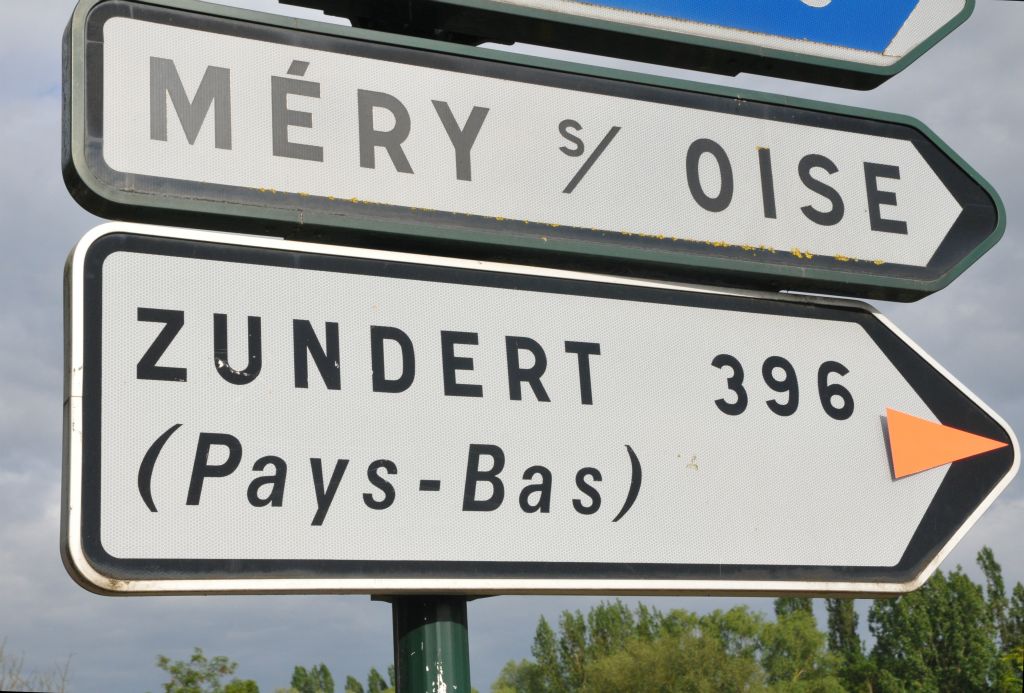 MÉRY S/ OISE
ZUNDERT 396
(Pays-Bas)